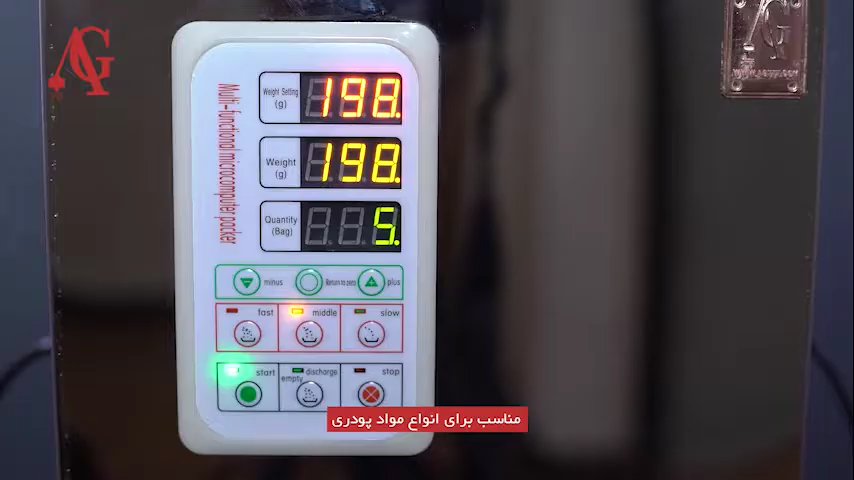 AG
Multi-functional microcomputer packer
Weight Setting
(g)
198.
Weight
(g)
198.
Quantity
(Bag)
5.
minus
Return to zero
plus
fast
middle
slow
start
discharge
empty
stop
مناسب برای انواع مواد پودری